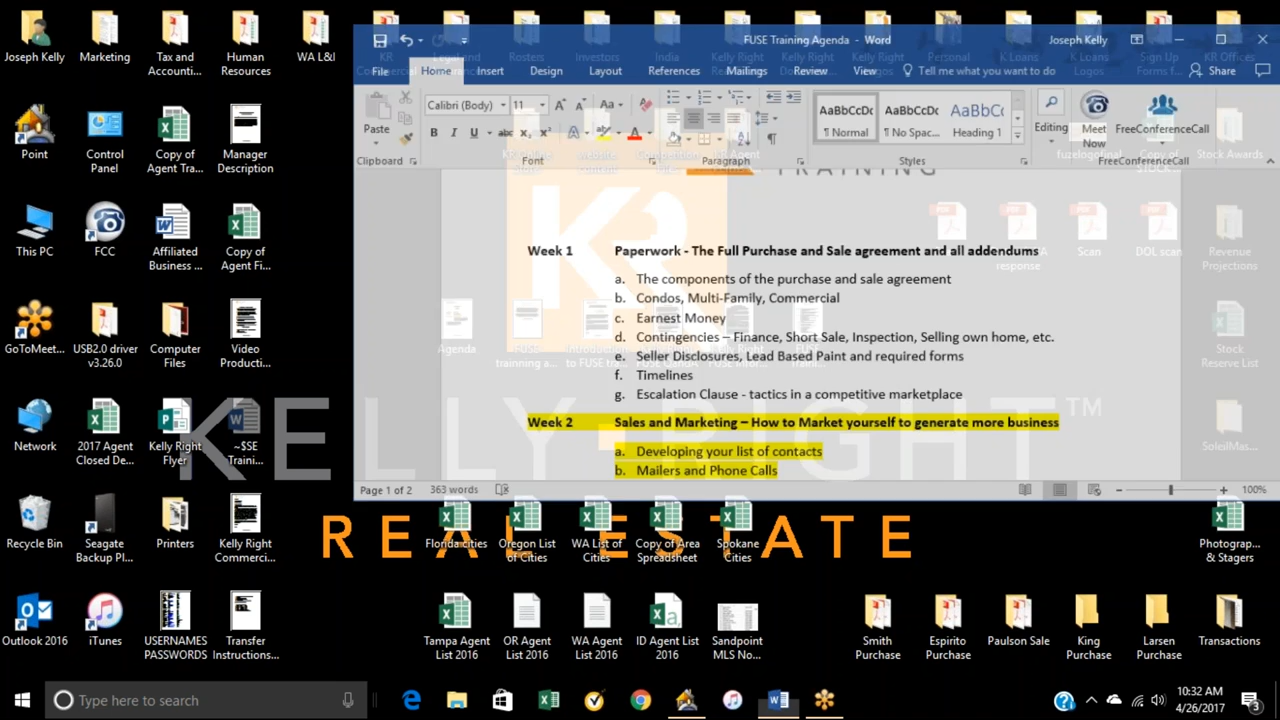 FUSE Training Agenda - Word
Joseph Kelly
File Home Insert Design Layout References Mailings Review View Tell me what you want to do Share
Calibri (Body) 11
Paste
Clipboard Font Paragraph Styles FreeConferenceCall
AaBbCcDc AaBbCcDc AaBbCc
¶ Normal ¶ No Spac... Heading 1
Editing
Meet Now
FreeConferenceCall
TRAINING
Week 1 Paperwork - The Full Purchase and Sale agreement and all addendums
a. The components of the purchase and sale agreement
b. Condos, Multi-Family, Commercial
c. Earnest Money
d. Contingencies – Finance, Short Sale, Inspection, Selling own home, etc.
e. Seller Disclosures, Lead Based Paint and required forms
f. Timelines
g. Escalation Clause - tactics in a competitive marketplace
Week 2 Sales and Marketing – How to Market yourself to generate more business
a. Developing your list of contacts
b. Mailers and Phone Calls
Page 1 of 2 363 words 100%
Joseph Kelly
Marketing
Tax and Accounti...
Human Resources
WA L&I
Point
Control Panel
Copy of Agent Tra...
Manager Description
This PC
FCC
Affiliated Business ...
Copy of Agent Fi...
GoToMeet...
USB2.0 driver v3.26.0
Computer Files
Video Producti...
Network
2017 Agent Closed De...
Kelly Right Flyer
~$SE Traini...
Recycle Bin
Seagate Backup Pl...
Printers
Kelly Right Commerci...
Outlook 2016
iTunes
USERNAMES PASSWORDS
Transfer Instructions...
Stock Awards
Scan
DOL scan
Revenue Projections
Agenda
Stock Reserve List
SoleilMas...
KELLY RIGHT™
REAL ESTATE
Florida cities
Oregon List of Cities
WA List of Cities
Copy of Area Spreadsheet
Spokane Cities
Photograp... & Stagers
Tampa Agent List 2016
OR Agent List 2016
WA Agent List 2016
ID Agent List 2016
Sandpoint MLS No...
Smith Purchase
Espirito Purchase
Paulson Sale
King Purchase
Larsen Purchase
Transactions
Type here to search
10:32 AM
4/26/2017
3